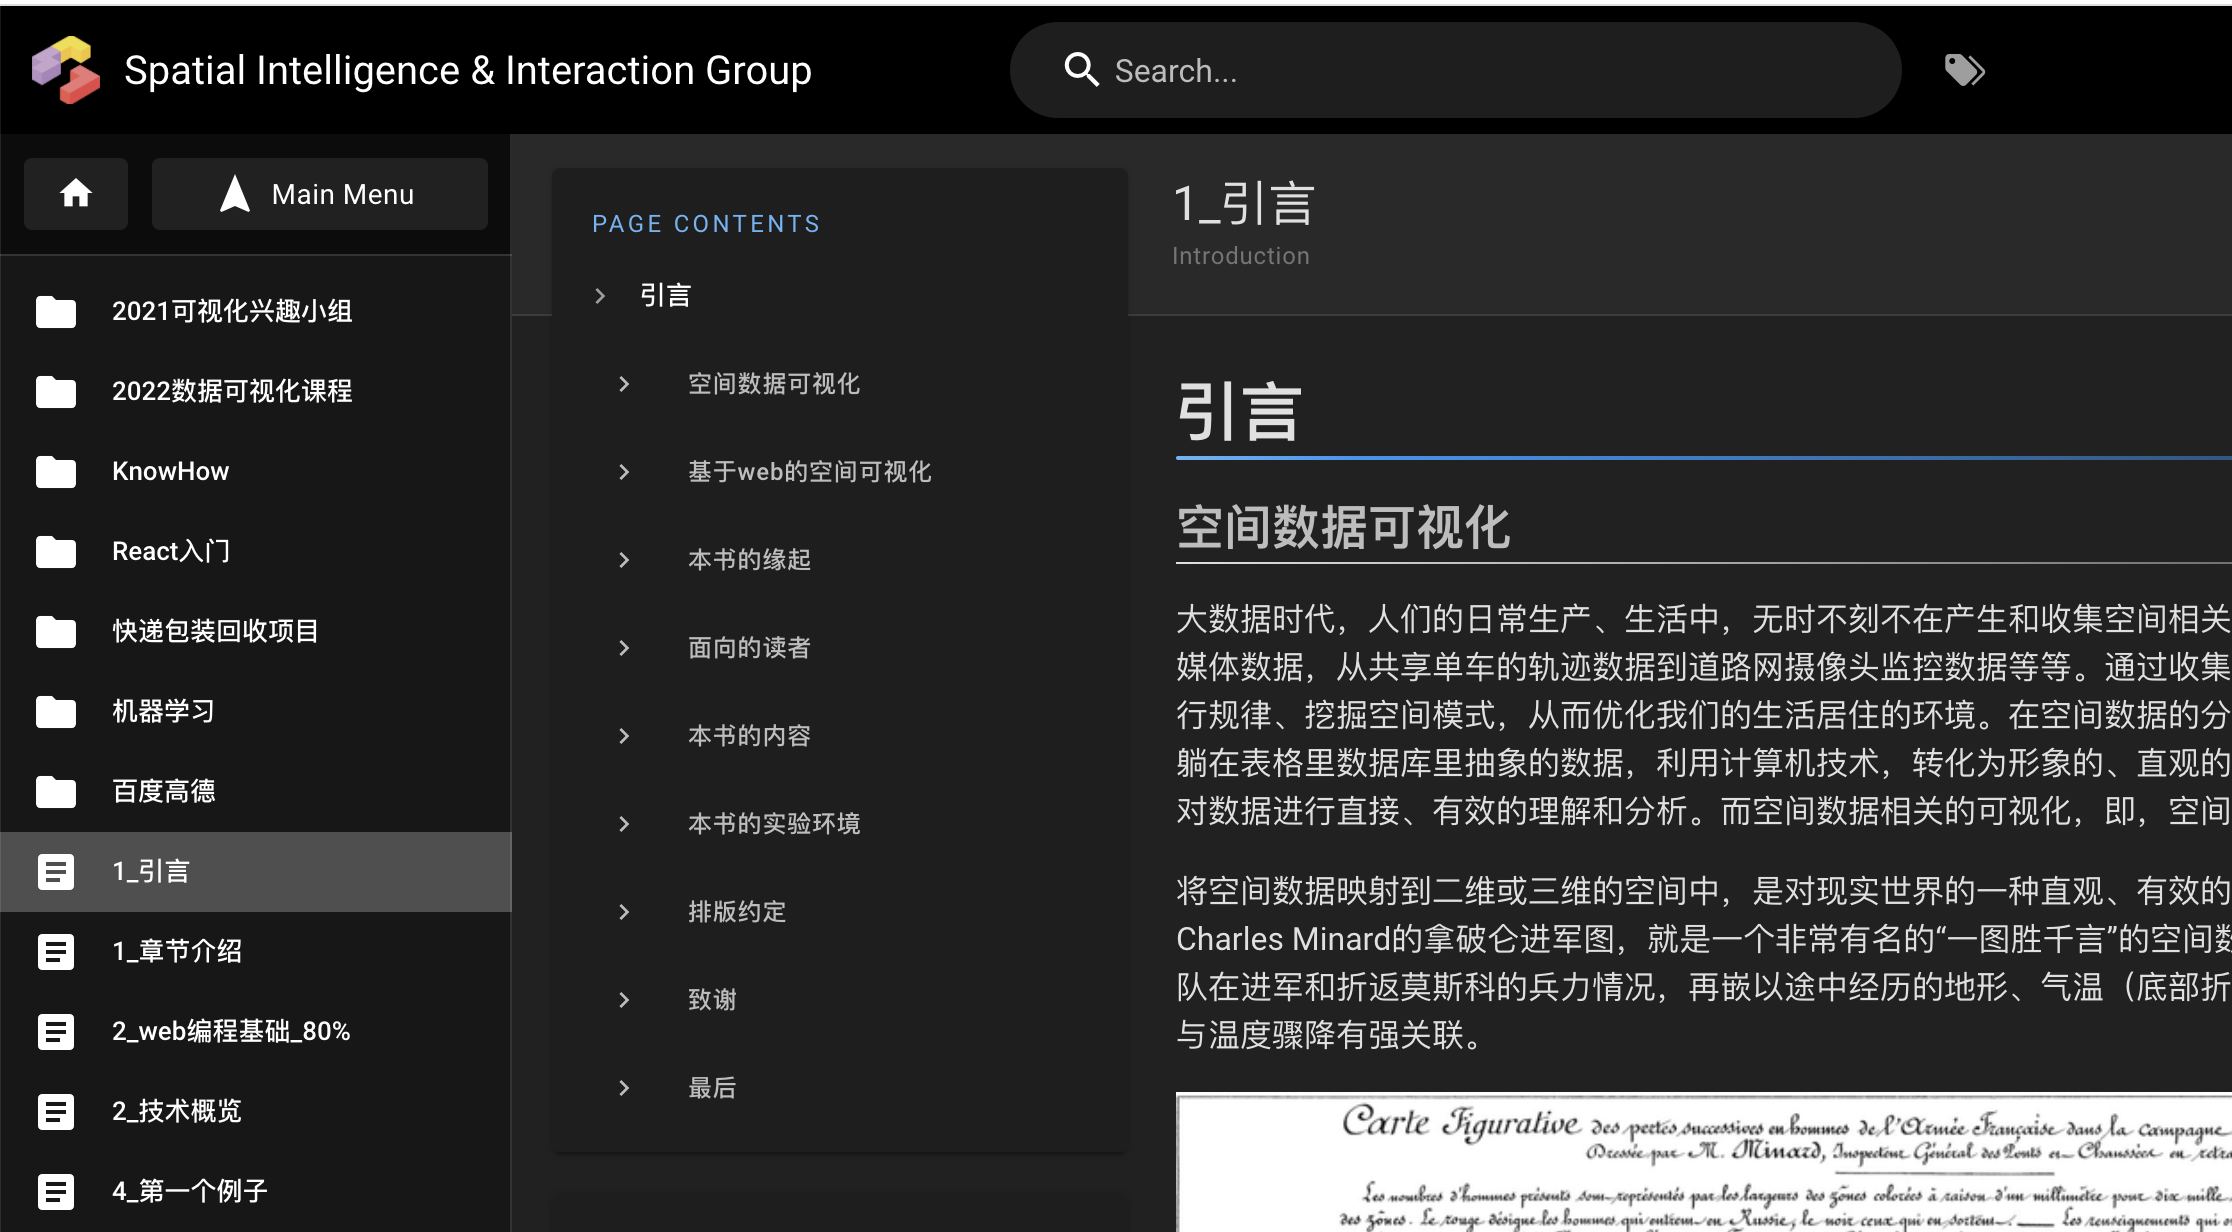 Spatial Intelligence & Interaction Group
Search...
Main Menu
2021可视化兴趣小组
2022数据可视化课程
KnowHow
React入门
快递包装回收项目
机器学习
百度高德
1_引言
1_章节介绍
2_web编程基础_80%
2_技术概览
4_第一个例子
PAGE CONTENTS
引言
空间数据可视化
基于web的空间可视化
本书的缘起
面向的读者
本书的内容
本书的实验环境
排版约定
致谢
最后
1_引言
Introduction
引言
空间数据可视化
大数据时代，人们的日常生产、生活中，无时不刻不在产生和收集空间相关
媒体数据，从共享单车的轨迹数据到道路网摄像头监控数据等等。通过收集
行规律、挖掘空间模式，从而优化我们的生活居住的环境。在空间数据的分
躺在表格里数据库里抽象的数据，利用计算机技术，转化为形象的、直观的
对数据进行直接、有效的理解和分析。而空间数据相关的可视化，即，空间
将空间数据映射到二维或三维的空间中，是对现实世界的一种直观、有效的
Charles Minard的拿破仑进军图，就是一个非常有名的“一图胜千言”的空间数
队在进军和折返莫斯科的兵力情况，再嵌以途中经历的地形、气温（底部折
与温度骤降有强关联。
Carte Figurative des pertes successives en hommes de l'Armée Française dans la campagne
Dressée par M. Minard, Inspecteur Général des Ponts et Chaussées en retra
Les nombres d'hommes présents sont représentés par les largeurs des zones colorées à raison d'un millimètre pour dix mille
des zones. Le rouge désigne les hommes qui entrent en Russie, le noir ceux qui en sortent. Les renseignements qui